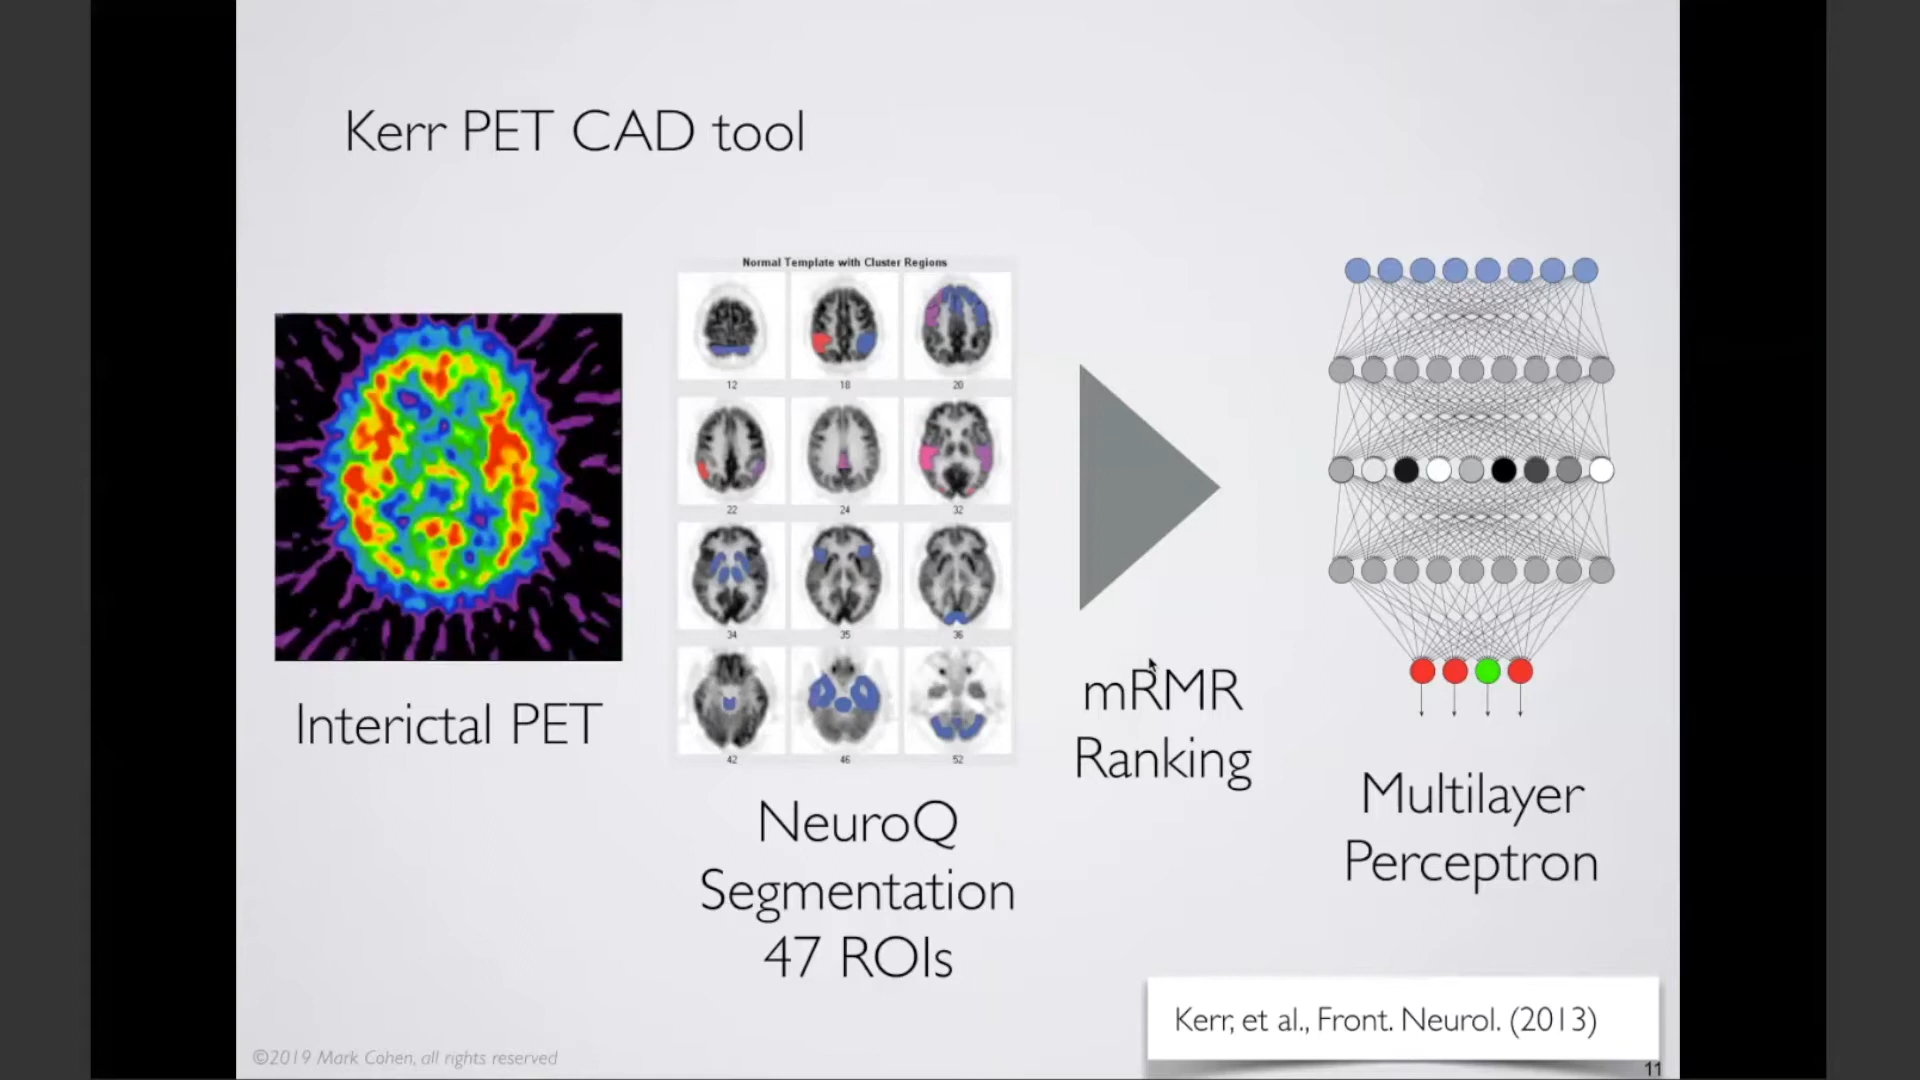 Kerr PET CAD tool
Normal Template with Cluster Regions
12
18
20
22
24
32
34
35
36
42
46
52
Interictal PET
NeuroQ
Segmentation
47 ROIs
mRMR
Ranking
Multilayer
Perceptron
Kerr, et al., Front. Neurol. (2013)
©2019 Mark Cohen, all rights reserved
11